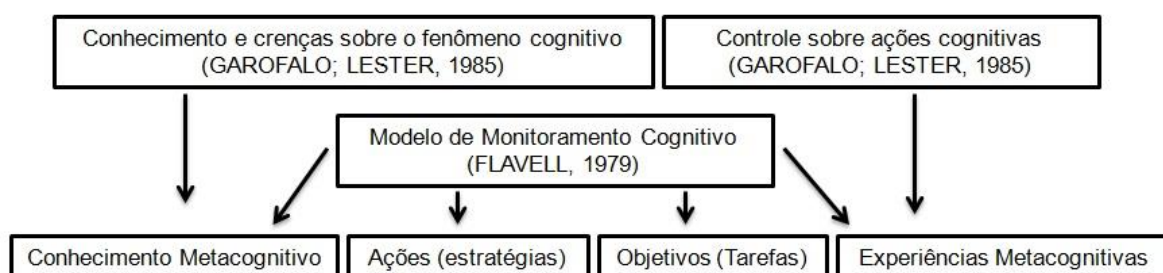 Conhecimento e crenças sobre o fenômeno cognitivo
(GAROFALO; LESTER, 1985)
Controle sobre ações cognitivas
(GAROFALO; LESTER, 1985)
Modelo de Monitoramento Cognitivo
(FLAVELL, 1979)
Conhecimento Metacognitivo
Ações (estratégias)
Objetivos (Tarefas)
Experiências Metacognitivas